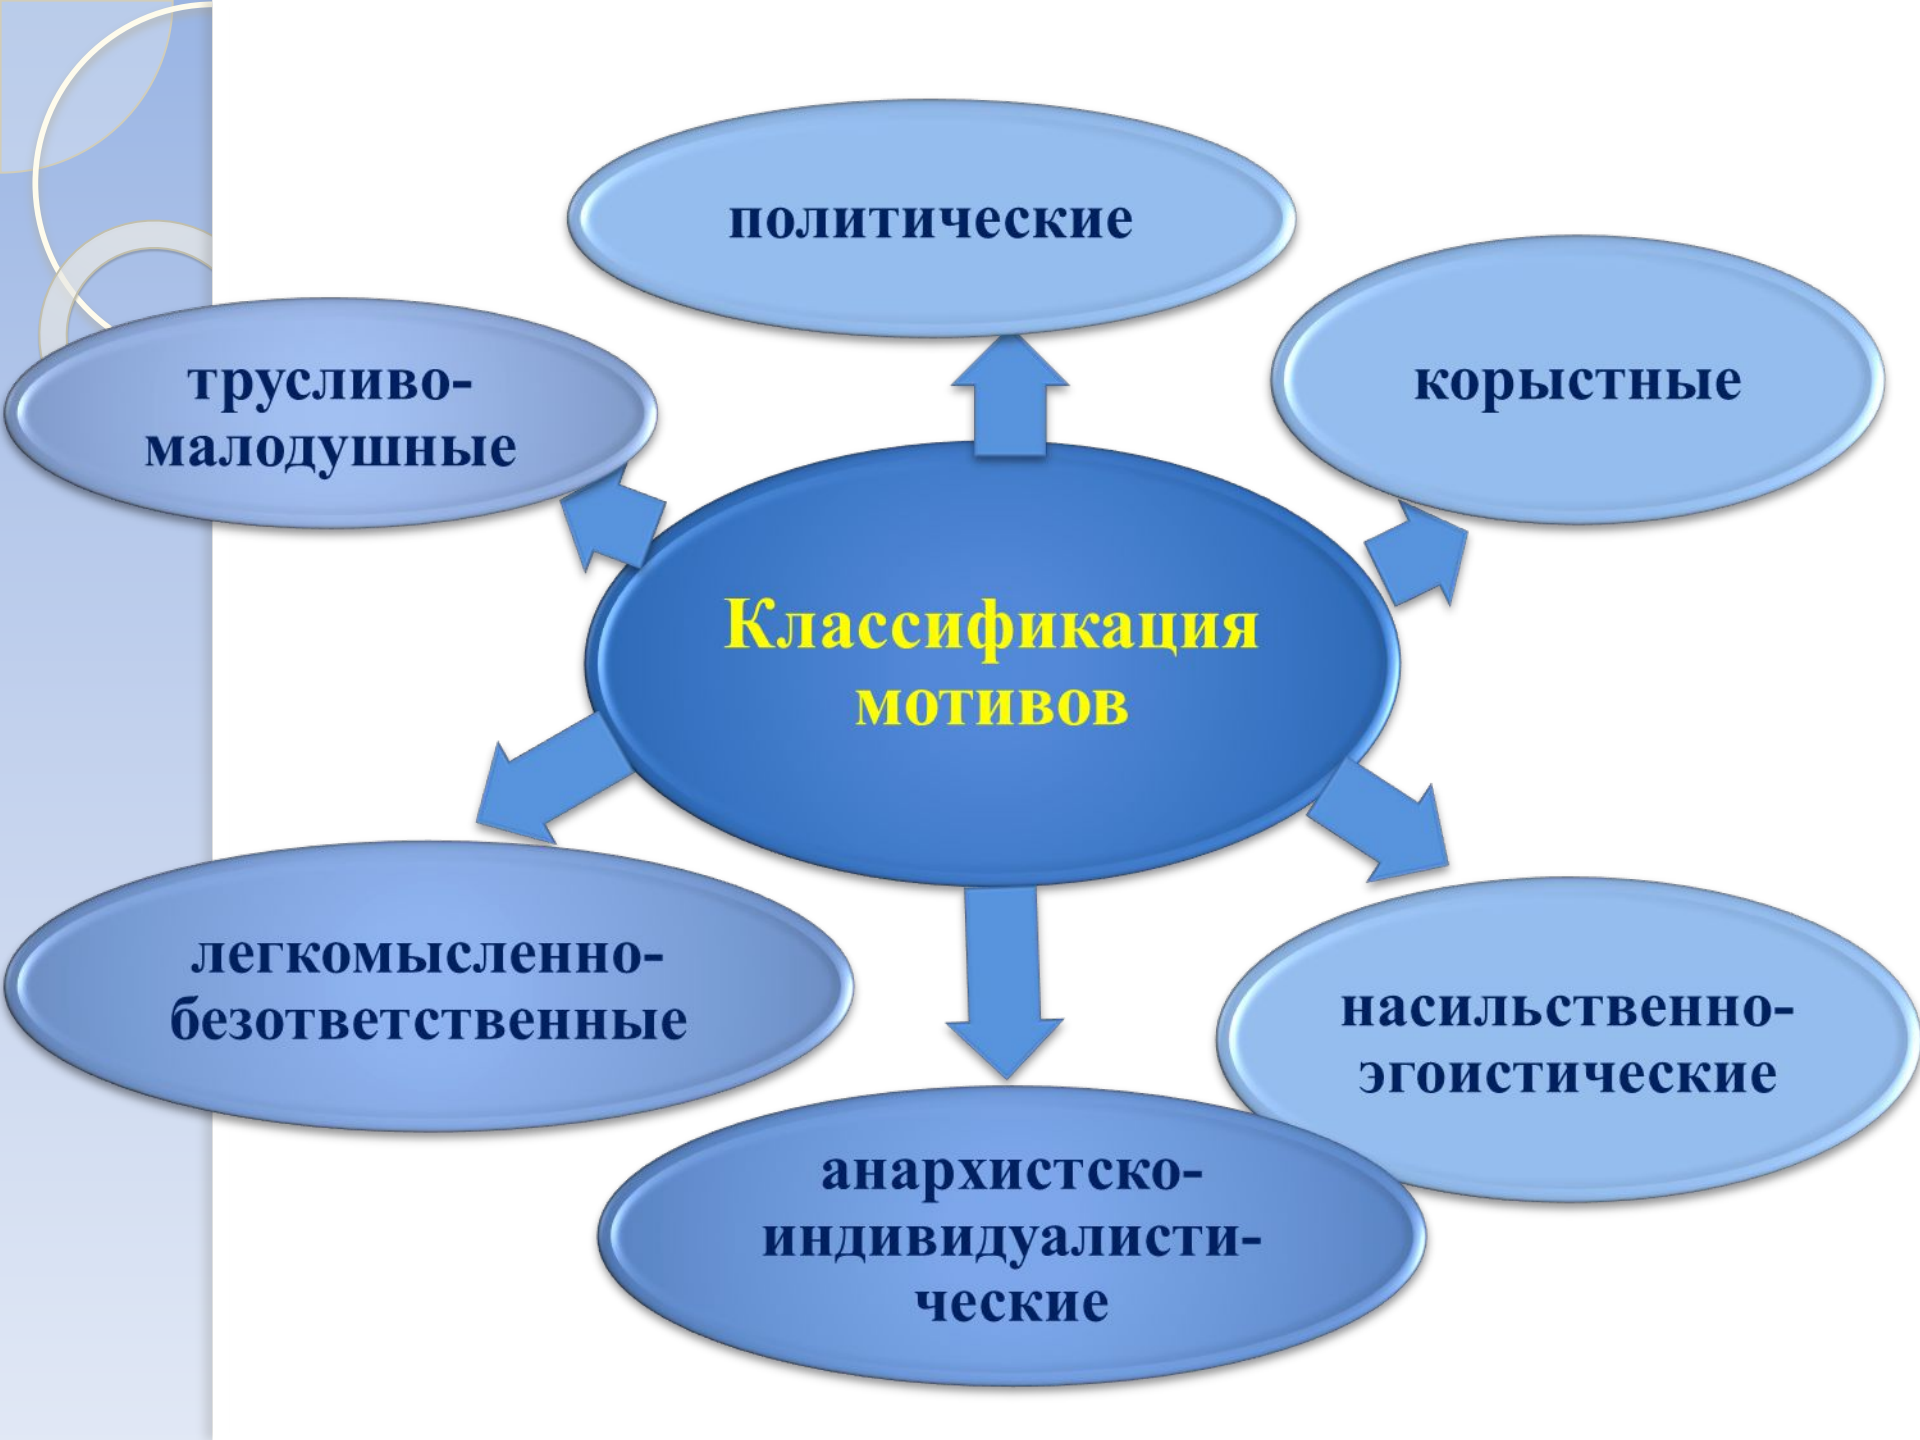 политические
корыстные
трусливо-
малодушные
Классификация
мотивов
легкомысленно-
безответственные
насильственно-
эгоистические
анархистско-
индивидуалисти-
ческие